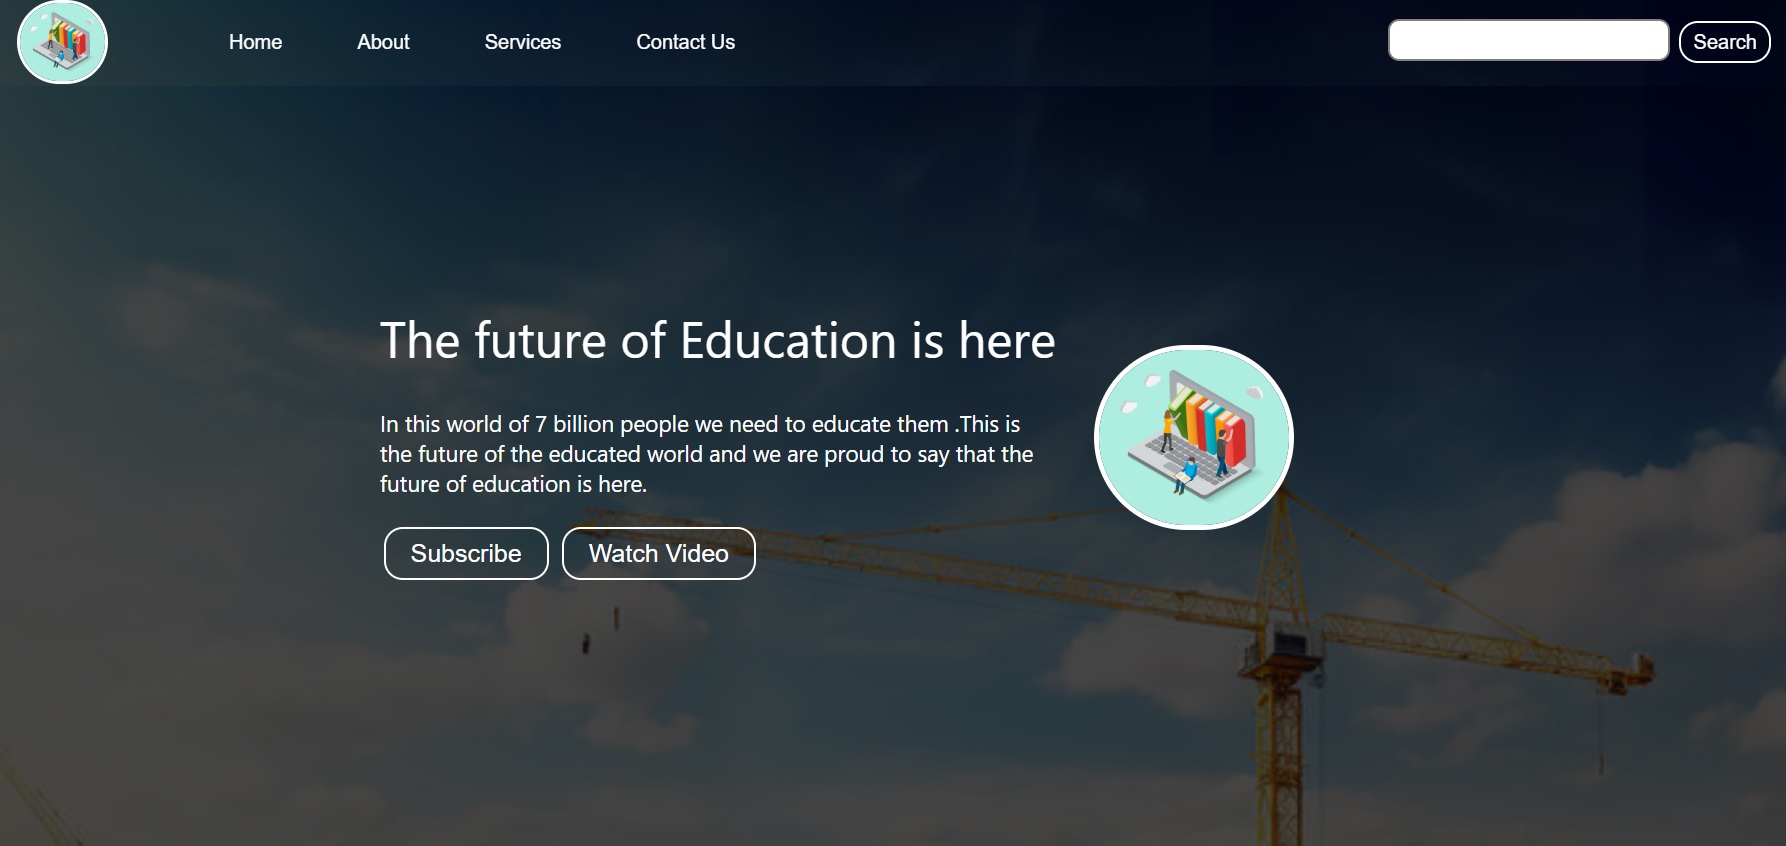 Home About Services Contact Us Search
The future of Education is here
In this world of 7 billion people we need to educate them .This is
the future of the educated world and we are proud to say that the
future of education is here.
Subscribe Watch Video